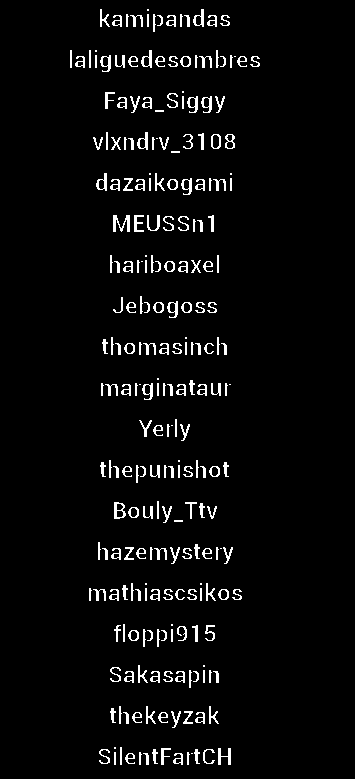 kamipandas
laliguedesombres
Faya_Siggy
vlxndrv_3108
dazaikogami
MEUSSn1
hariboaxel
Jebogoss
thomasinch
marginataur
Yerly
thepunishot
Bouly_Ttv
hazemystery
mathiascsikos
floppi915
Sakasapin
thekeyzak
SilentFartCH